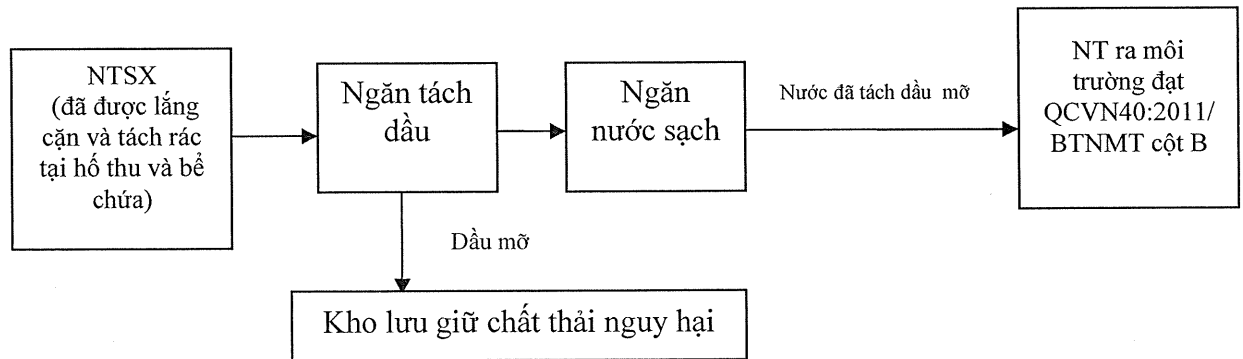 NTSX
(đã được lắng
cặn và tách rác
tại hố thu và bể
chứa)
Ngăn tách
dầu
Ngăn
nước sạch
Nước đã tách dầu mỡ
NT ra môi
trường đạt
QCVN40:2011/
BTNMT cột B
Dầu mỡ
Kho lưu giữ chất thải nguy hại